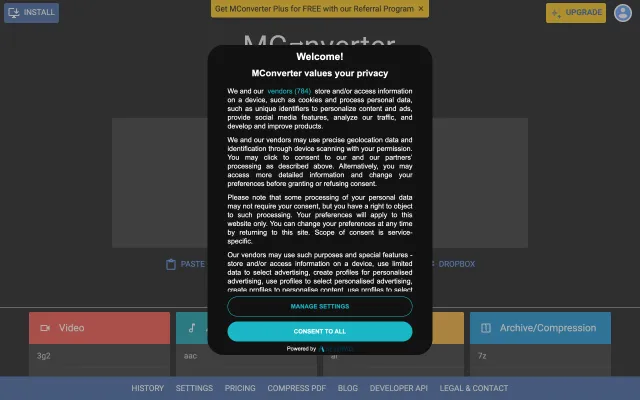 INSTALL
Get MConverter Plus for FREE with our Referral Program ×
UPGRADE
MConverter
Welcome!
MConverter values your privacy
We and our vendors (784) store and/or access information
on a device, such as cookies and process personal data,
such as unique identifiers to personalize content and ads,
provide social media features, analyze our traffic, and
develop and improve products.
We and our vendors may use precise geolocation data and
identification through device scanning with your permission.
You may click to consent to our and our partners'
processing as described above. Alternatively, you may
access more detailed information and change your
preferences before granting or refusing consent.
Please note that some processing of your personal data
may not require your consent, but you have a right to object
to such processing. Your preferences will apply to this
website only. You can change your preferences at any time
by returning to this site. Scope of consent is service-
specific.
Our vendors may use such purposes and special features -
store and/or access information on a device, use limited
data to select advertising, create profiles for personalised
advertising, use profiles to select personalised advertising,
create profiles to personalise content, use profiles to select
PASTE
DROPBOX
MANAGE SETTINGS
CONSENT TO ALL
Powered by
Video
Archive/Compression
3g2
aac
ai
7z
HISTORY SETTINGS PRICING COMPRESS PDF BLOG DEVELOPER API LEGAL & CONTACT